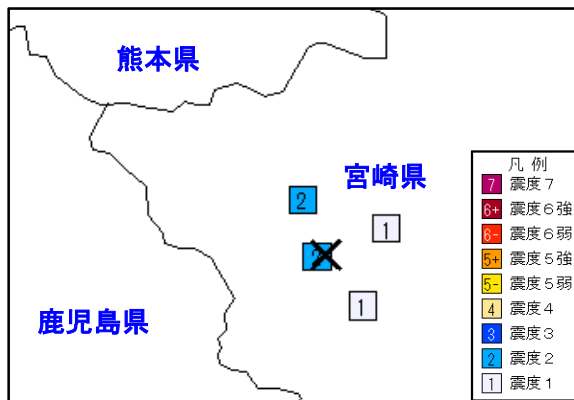 熊本県
宮崎県
鹿児島県
2
1
2
1
凡 例
7 震度７
6+ 震度６強
6- 震度６弱
5+ 震度５強
5- 震度５弱
4 震度４
3 震度３
2 震度２
1 震度１